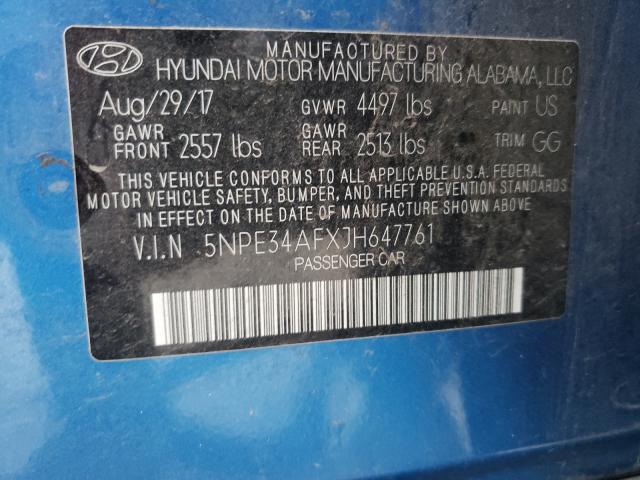 MANUFACTURED BY
HYUNDAI MOTOR MANUFACTURING ALABAMA, LLC
Aug/29/17 GVWR 4497 lbs PAINT US
GAWR FRONT 2557 lbs GAWR REAR 2513 lbs TRIM GG
THIS VEHICLE CONFORMS TO ALL APPLICABLE U.S.A. FEDERAL
MOTOR VEHICLE SAFETY, BUMPER, AND THEFT PREVENTION STANDARDS
IN EFFECT ON THE DATE OF MANUFACTURE SHOWN ABOVE.
V.I.N 5NPE34AFXJH647761
PASSENGER CAR